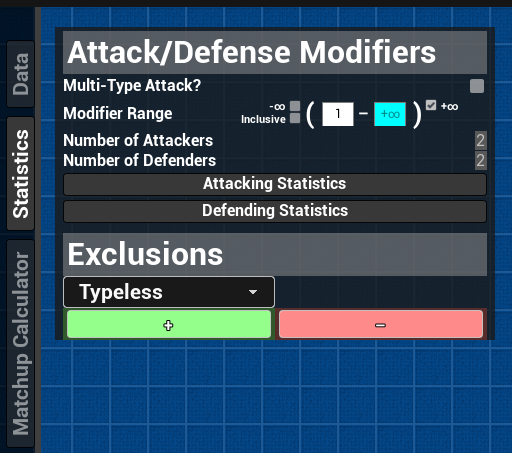 Data
Statistics
Matchup Calculator
Attack/Defense Modifiers
Multi-Type Attack?
Modifier Range
-∞
Inclusive
( 1 - +∞ )
+∞
Number of Attackers 2
Number of Defenders 2
Attacking Statistics
Defending Statistics
Exclusions
Typeless
+
-